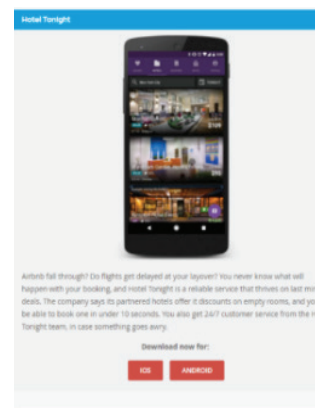 Hotel Tonight
Airbnb fall through? Do flights get delayed at your layover? You never know what will
happen with your booking, and Hotel Tonight is a reliable service that thrives on last min
deals. The company says its partnered hotels offer it discounts on empty rooms, and you
be able to book one in under 10 seconds. You also get 24/7 customer service from the
Tonight team, in case something goes awry.
Download now for:
IOS ANDROID